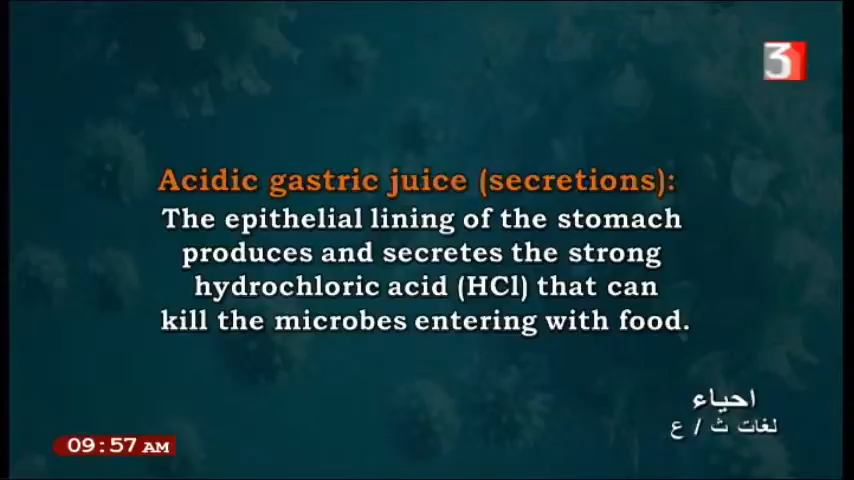 3
Acidic gastric juice (secretions):
The epithelial lining of the stomach
produces and secretes the strong
hydrochloric acid (HCl) that can
kill the microbes entering with food.
احياء
لغات ث / ع
09:57 AM